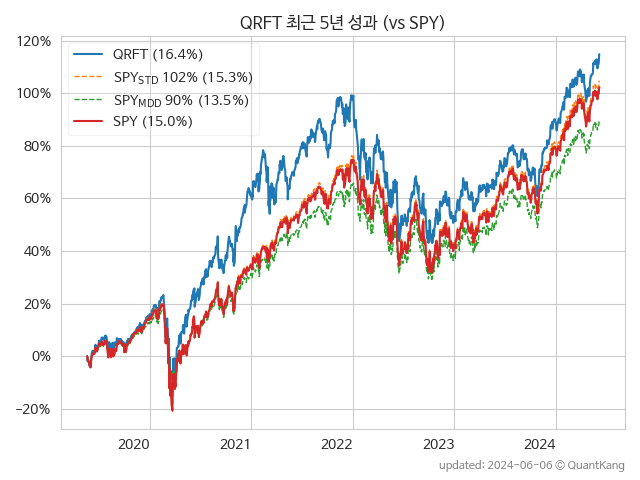 QRFT 최근 5년 성과 (vs SPY)
120%
100%
80%
60%
40%
20%
0%
−20%
QRFT (16.4%)
SPY_STD 102% (15.3%)
SPY_MDD 90% (13.5%)
SPY (15.0%)
2020 2021 2022 2023 2024
updated: 2024-06-06 © QuantKang